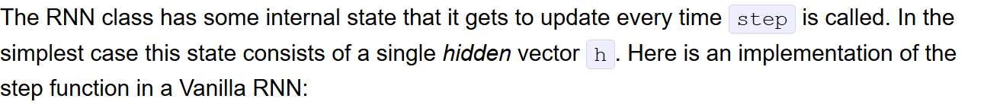 The RNN class has some internal state that it gets to update every time step is called. In the
simplest case this state consists of a single hidden vector h. Here is an implementation of the
step function in a Vanilla RNN: